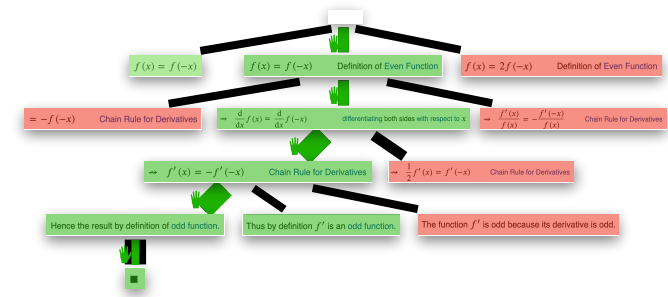 ...
f(x) = f(−x)
f(x) = f(−x) Definition of Even Function
f(x) = 2f(−x) Definition of Even Function
= −f(−x) Chain Rule for Derivatives
⇒ d/dx f(x) = d/dx f(−x) differentiating both sides with respect to x
⇒ f′(x)/f(x) = − f′(−x)/f(x) Chain Rule for Derivatives
⇝ f′(x) = −f′(−x) Chain Rule for Derivatives
⇝ 1/2 f′(x) = f′(−x) Chain Rule for Derivatives
Hence the result by definition of odd function.
Thus by definition f′ is an odd function.
The function f′ is odd because its derivative is odd.
■